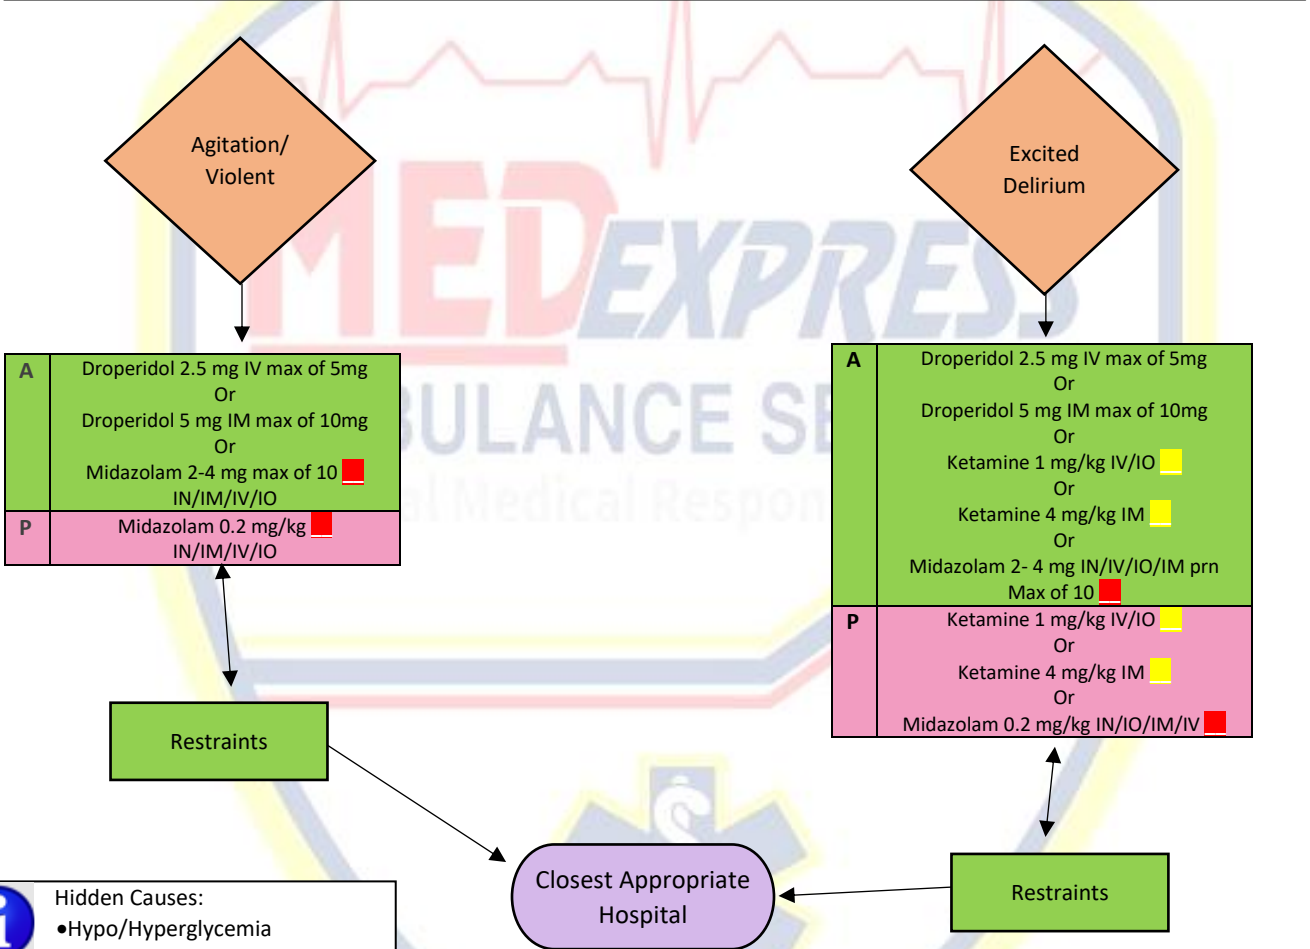 Agitation/
Violent
A
Droperidol 2.5 mg IV max of 5mg
Or
Droperidol 5 mg IM max of 10mg
Or
Midazolam 2-4 mg max of 10
IN/IM/IV/IO
P
Midazolam 0.2 mg/kg
IN/IM/IV/IO
Restraints
Excited
Delirium
A
Droperidol 2.5 mg IV max of 5mg
Or
Droperidol 5 mg IM max of 10mg
Or
Ketamine 1 mg/kg IV/IO
Or
Ketamine 4 mg/kg IM
Or
Midazolam 2- 4 mg IN/IV/IO/IM prn
Max of 10
P
Ketamine 1 mg/kg IV/IO
Or
Ketamine 4 mg/kg IM
Or
Midazolam 0.2 mg/kg IN/IO/IM/IV
Restraints
Closest Appropriate
Hospital
i
Hidden Causes:
•Hypo/Hyperglycemia
MEDEXPRESS
BULANCE SE
al Medical Respon